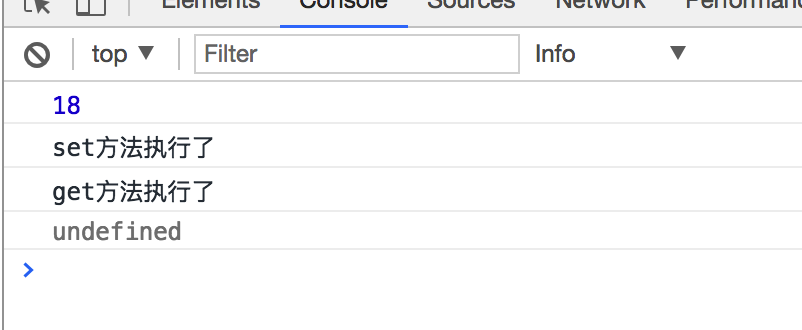 Elements Console Sources Network Performanc
top Filter Info
18
set方法执行了
get方法执行了
undefined